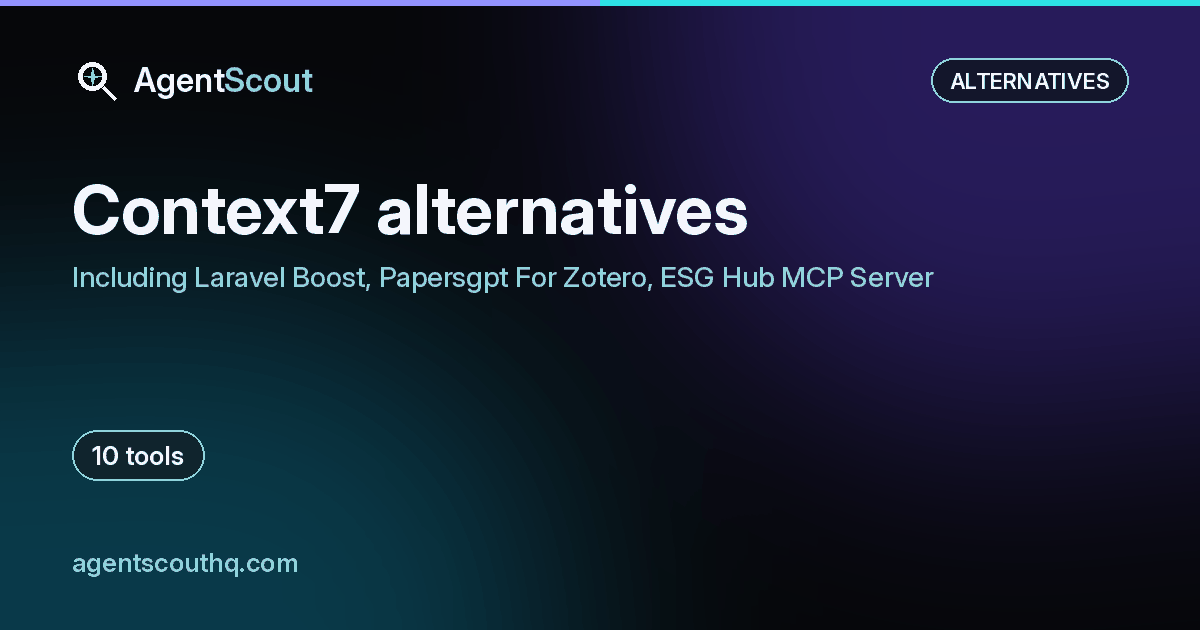 AgentScout
ALTERNATIVES
Context7 alternatives
Including Laravel Boost, Papersgpt For Zotero, ESG Hub MCP Server
10 tools
agentscouthq.com